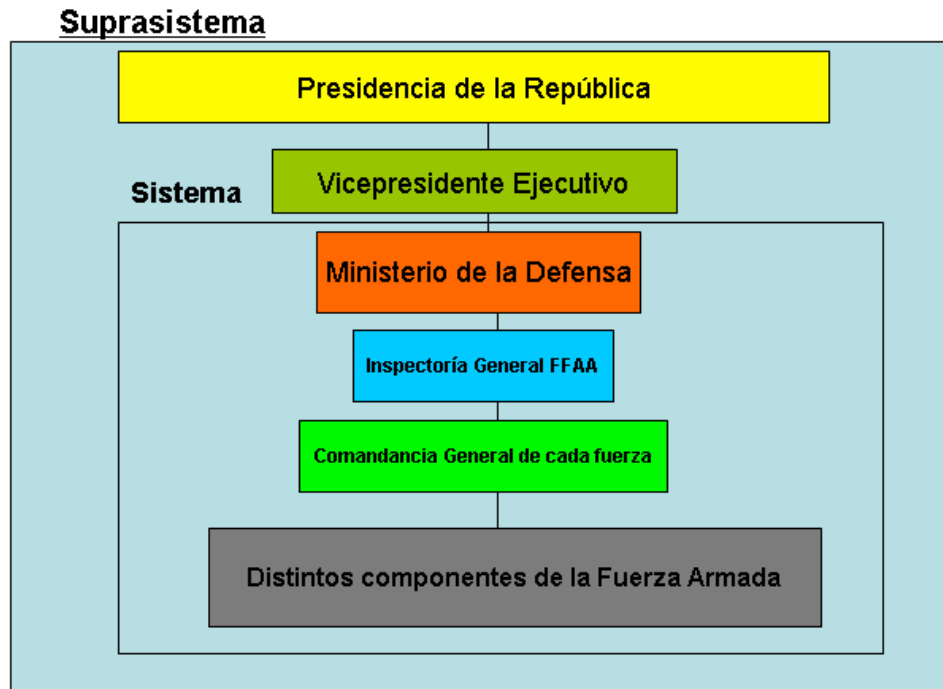 Suprasistema
Presidencia de la República
Vicepresidente Ejecutivo
Sistema
Ministerio de la Defensa
Inspectoría General FFAA
Comandancia General de cada fuerza
Distintos componentes de la Fuerza Armada